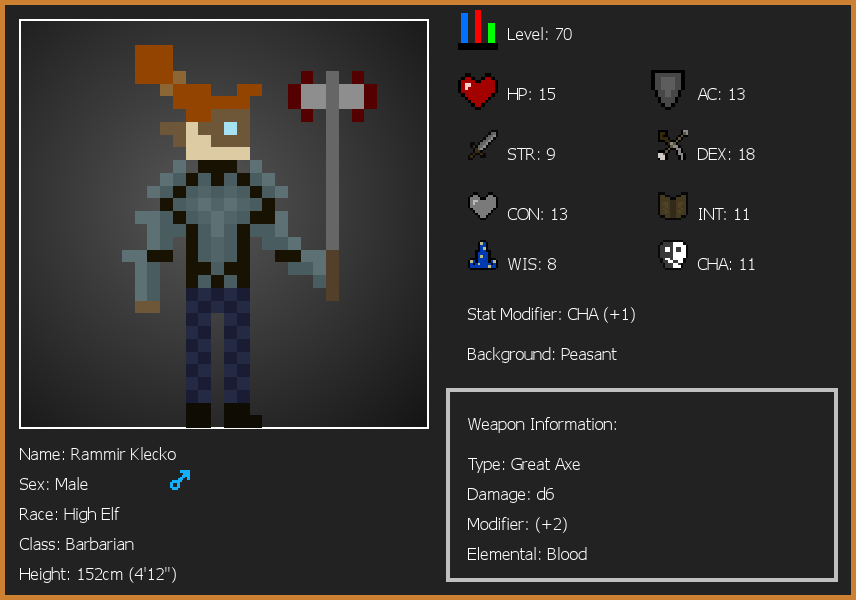 Level: 70
HP: 15
AC: 13
STR: 9
DEX: 18
CON: 13
INT: 11
WIS: 8
CHA: 11
Stat Modifier: CHA (+1)
Background: Peasant
Weapon Information:
Type: Great Axe
Damage: d6
Modifier: (+2)
Elemental: Blood
Name: Rammir Klecko
Sex: Male
Race: High Elf
Class: Barbarian
Height: 152cm (4'12")